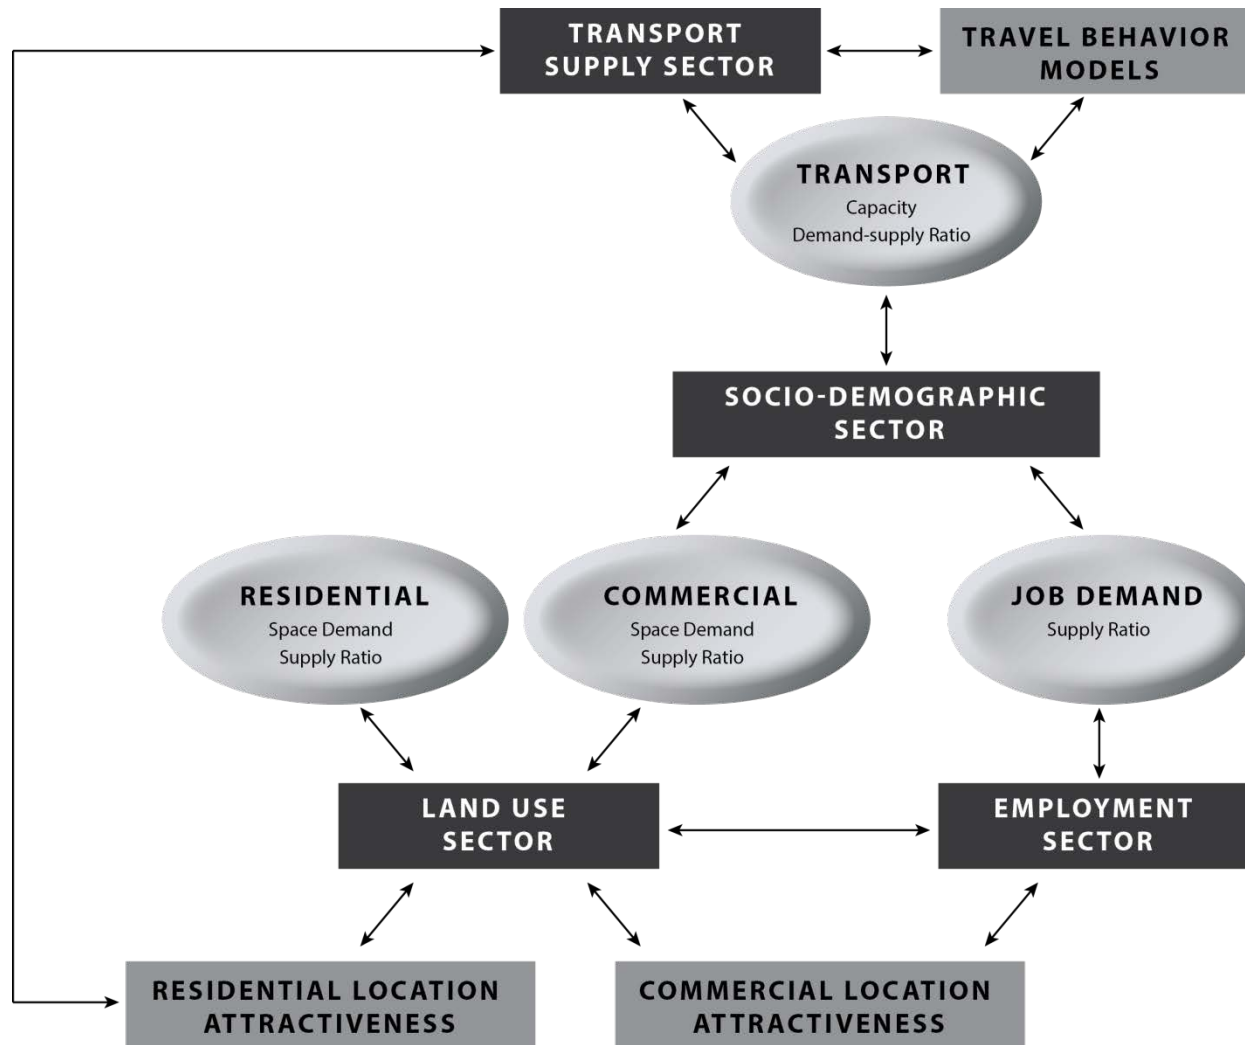 TRANSPORT
SUPPLY SECTOR
TRAVEL BEHAVIOR
MODELS
TRANSPORT
Capacity
Demand-supply Ratio
SOCIO-DEMOGRAPHIC
SECTOR
RESIDENTIAL
Space Demand
Supply Ratio
COMMERCIAL
Space Demand
Supply Ratio
JOB DEMAND
Supply Ratio
LAND USE
SECTOR
EMPLOYMENT
SECTOR
RESIDENTIAL LOCATION
ATTRACTIVENESS
COMMERCIAL LOCATION
ATTRACTIVENESS